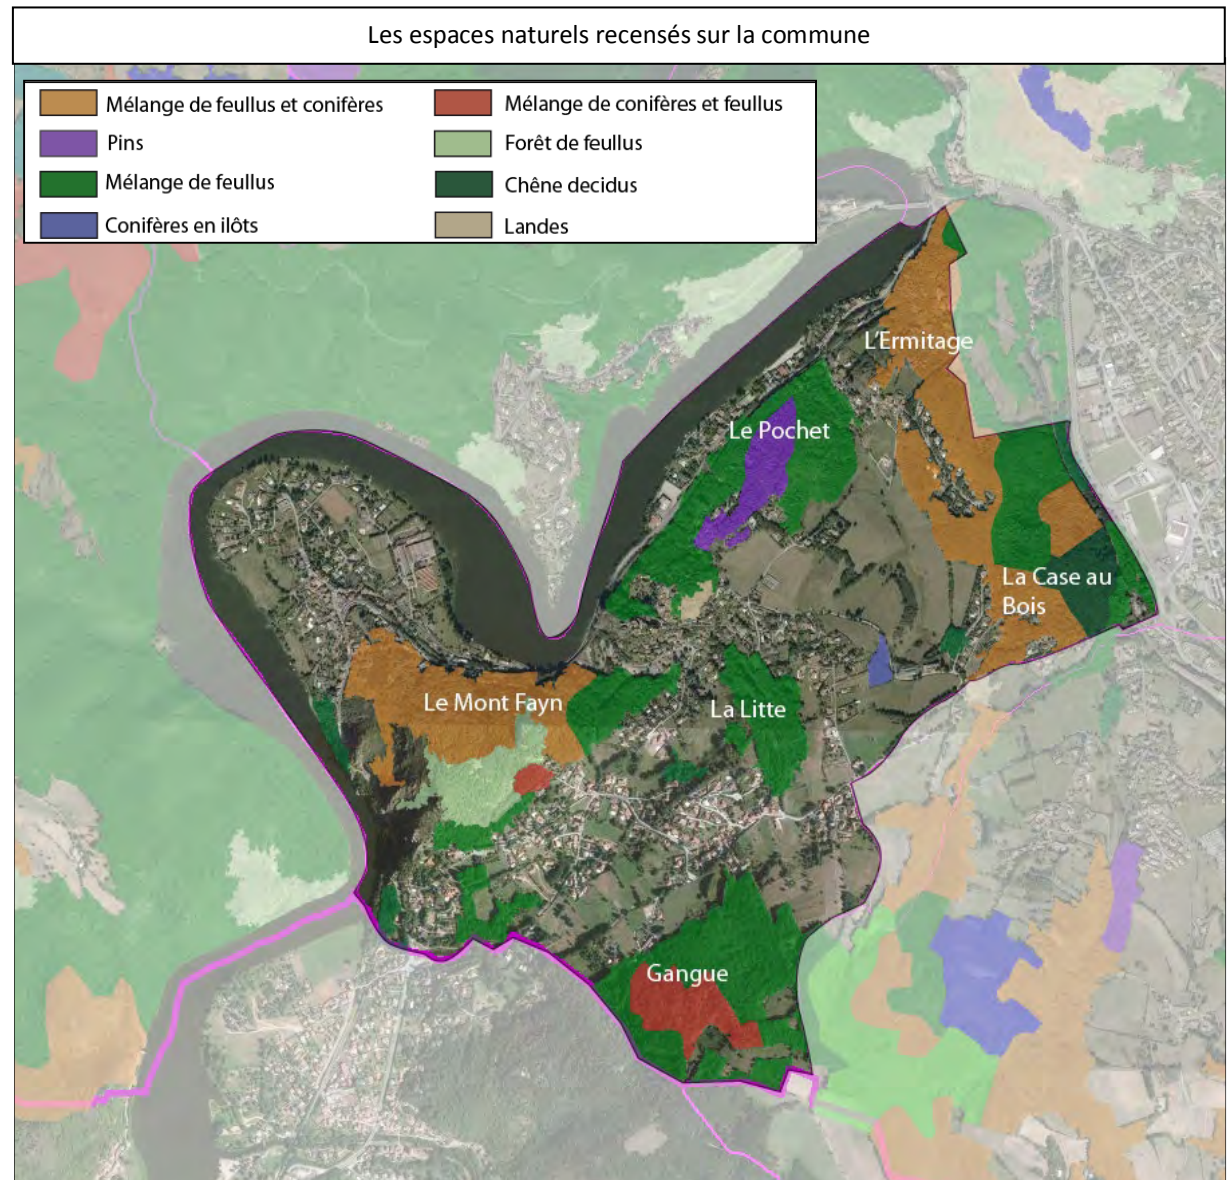 Les espaces naturels recensés sur la commune
Mélange de feullus et conifères
Mélange de conifères et feullus
Pins
Forêt de feullus
Mélange de feullus
Chêne decidus
Conifères en ilôts
Landes
L'Ermitage
Le Pochet
La Case au
Bois
Le Mont Fayn
La Litte
Gangue